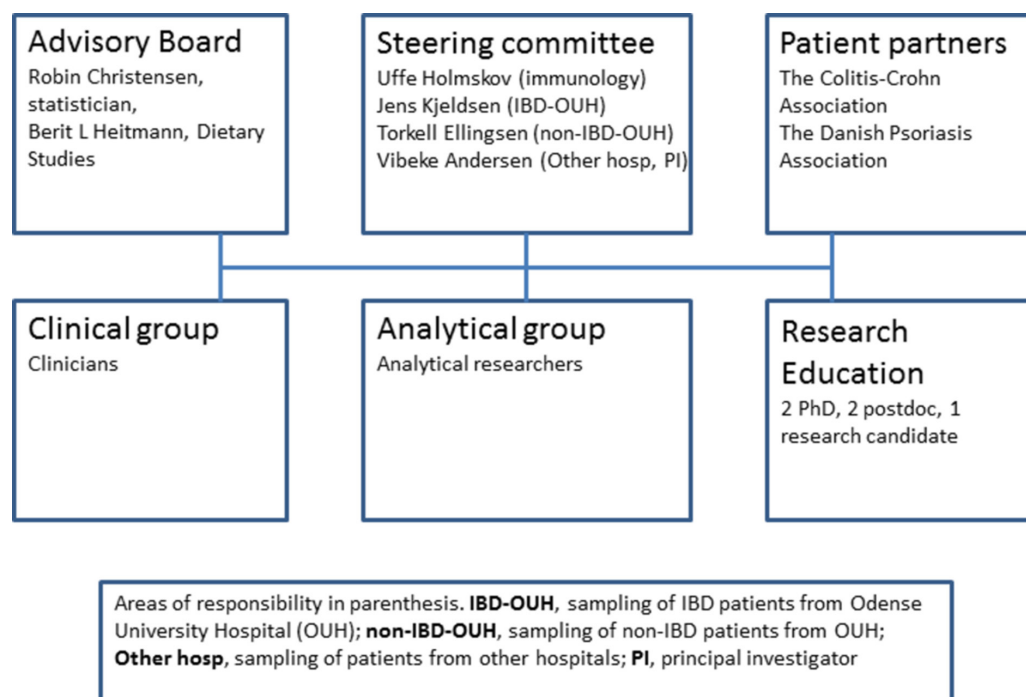 Advisory Board
Robin Christensen,
statistician,
Berit L Heitmann, Dietary
Studies
Steering committee
Uffe Holmskov (immunology)
Jens Kjeldsen (IBD-OUH)
Torkell Ellingsen (non-IBD-OUH)
Vibeke Andersen (Other hosp, PI)
Patient partners
The Colitis-Crohn
Association
The Danish Psoriasis
Association
Clinical group
Clinicians
Analytical group
Analytical researchers
Research
Education
2 PhD, 2 postdoc, 1
research candidate
Areas of responsibility in parenthesis. IBD-OUH, sampling of IBD patients from Odense
University Hospital (OUH); non-IBD-OUH, sampling of non-IBD patients from OUH;
Other hosp, sampling of patients from other hospitals; PI, principal investigator